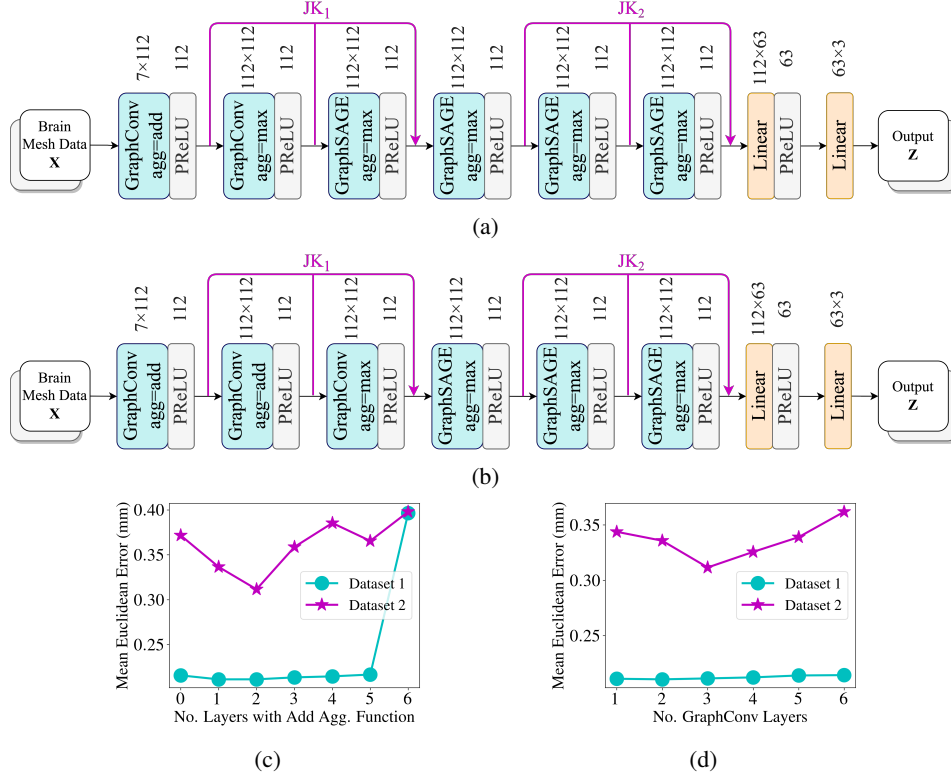 JK1
JK2
7×112
112
112×112
112
112×112
112
112×112
112
112×112
112
112×112
112
112×63
63
63×3
Brain
Mesh Data
X
GraphConv
agg=add
PReLU
GraphConv
agg=max
PReLU
GraphSAGE
agg=max
PReLU
GraphSAGE
agg=max
PReLU
GraphSAGE
agg=max
PReLU
GraphSAGE
agg=max
PReLU
Linear
PReLU
Linear
Output
Z
(a)
JK1
JK2
7×112
112
112×112
112
112×112
112
112×112
112
112×112
112
112×112
112
112×63
63
63×3
Brain
Mesh Data
X
GraphConv
agg=add
PReLU
GraphConv
agg=add
PReLU
GraphConv
agg=max
PReLU
GraphSAGE
agg=max
PReLU
GraphSAGE
agg=max
PReLU
GraphSAGE
agg=max
PReLU
Linear
PReLU
Linear
Output
Z
(b)
Mean Euclidean Error (mm)
0.40
0.35
0.30
0.25
Dataset 1
Dataset 2
0 1 2 3 4 5 6
No. Layers with Add Agg. Function
(c)
Mean Euclidean Error (mm)
0.35
0.30
0.25
Dataset 1
Dataset 2
1 2 3 4 5 6
No. GraphConv Layers
(d)